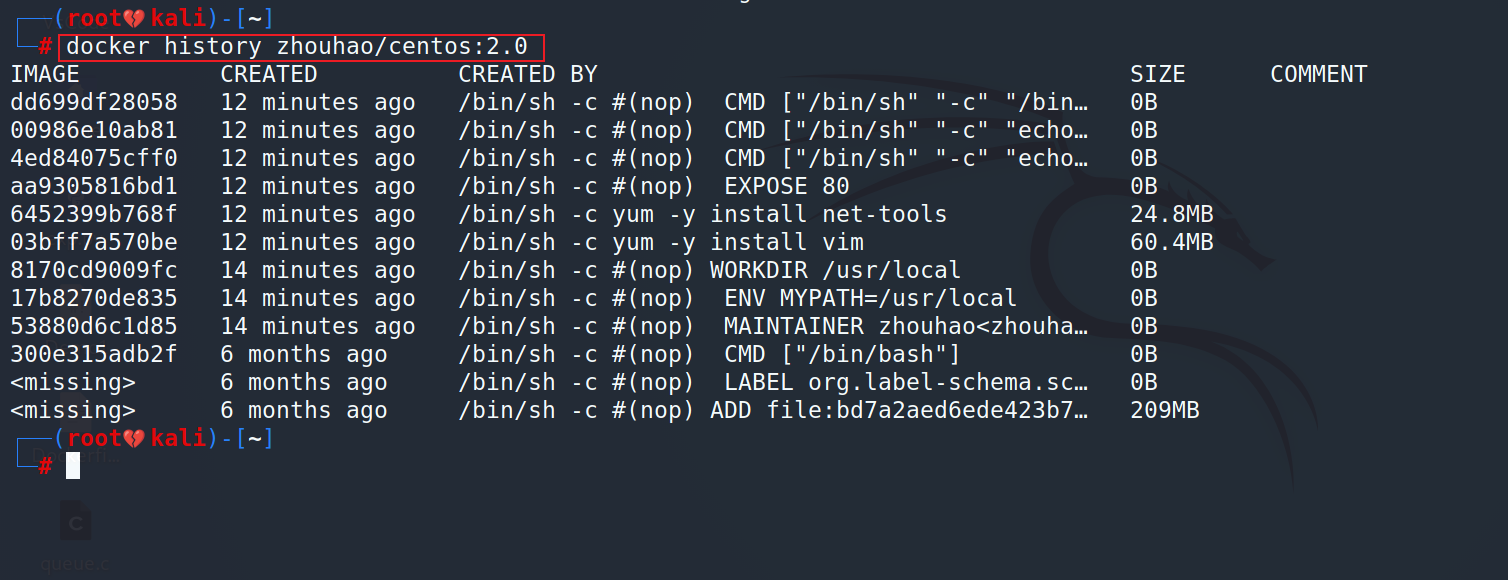 (root💔kali)-[~]
# docker history zhouhao/centos:2.0
IMAGE CREATED CREATED BY SIZE COMMENT
dd699df28058 12 minutes ago /bin/sh -c #(nop) CMD ["/bin/sh" "-c" "/bin… 0B
00986e10ab81 12 minutes ago /bin/sh -c #(nop) CMD ["/bin/sh" "-c" "echo… 0B
4ed84075cff0 12 minutes ago /bin/sh -c #(nop) CMD ["/bin/sh" "-c" "echo… 0B
aa9305816bd1 12 minutes ago /bin/sh -c #(nop) EXPOSE 80 0B
6452399b768f 12 minutes ago /bin/sh -c yum -y install net-tools 24.8MB
03bff7a570be 12 minutes ago /bin/sh -c yum -y install vim 60.4MB
8170cd9009fc 14 minutes ago /bin/sh -c #(nop) WORKDIR /usr/local 0B
17b8270de835 14 minutes ago /bin/sh -c #(nop) ENV MYPATH=/usr/local 0B
53880d6c1d85 14 minutes ago /bin/sh -c #(nop) MAINTAINER zhouhao<zhouha… 0B
300e315adb2f 6 months ago /bin/sh -c #(nop) CMD ["/bin/bash"] 0B
<missing> 6 months ago /bin/sh -c #(nop) LABEL org.label-schema.sc… 0B
<missing> 6 months ago /bin/sh -c #(nop) ADD file:bd7a2aed6ede423b7… 209MB
(root💔kali)-[~]
#
C
queue.c